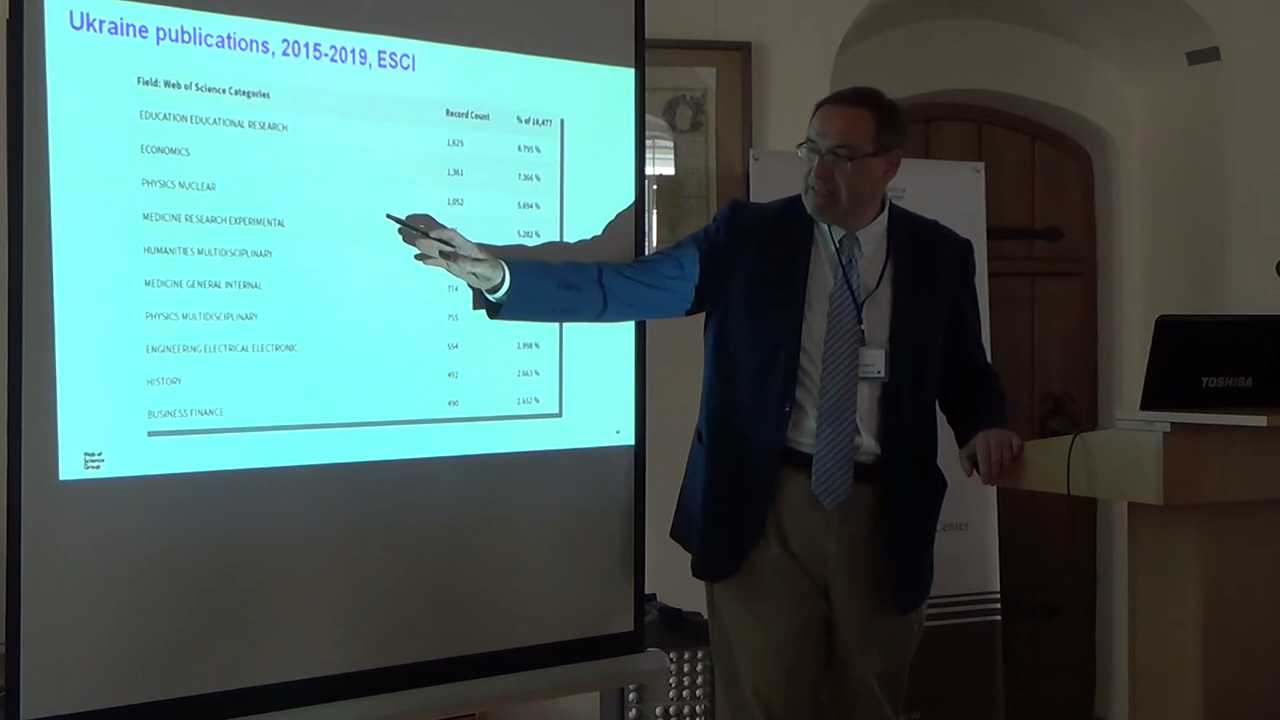 Ukraine publications, 2015-2019, ESCI
Field: Web of Science Categories Record Count % of 18,477
EDUCATION EDUCATIONAL RESEARCH 1,625 8.795 %
ECONOMICS 1,361 7.366 %
PHYSICS NUCLEAR 1,052 5.694 %
MEDICINE RESEARCH EXPERIMENTAL 5.282 %
HUMANITIES MULTIDISCIPLINARY
MEDICINE GENERAL INTERNAL 774
PHYSICS MULTIDISCIPLINARY 755
ENGINEERING ELECTRICAL ELECTRONIC 554 2.998 %
HISTORY 492 2.663 %
BUSINESS FINANCE 490 2.652 %
Web of
Science
Group
Center
TOSHIBA